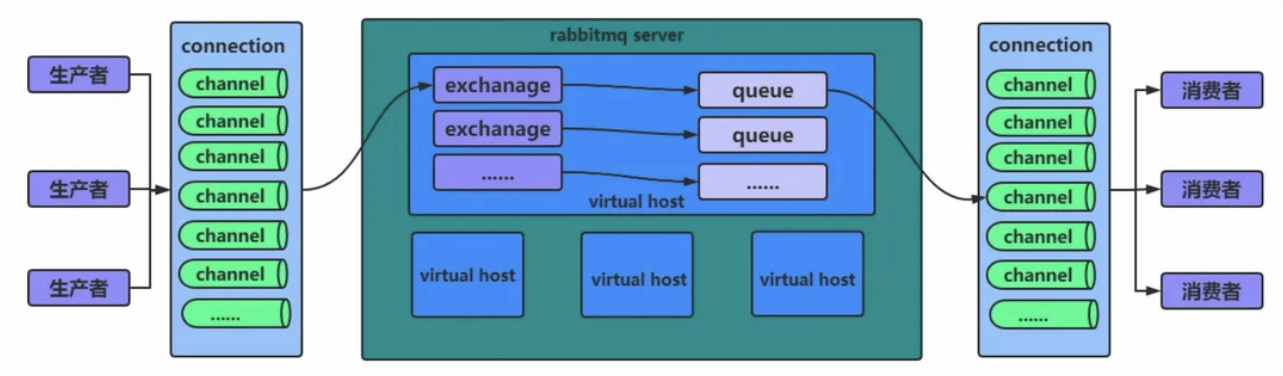 生产者
生产者
生产者
connection
channel
channel
channel
channel
channel
channel
......
rabbitmq server
exchanage
queue
exchanage
queue
......
......
virtual host
virtual host
virtual host
virtual host
connection
channel
channel
channel
channel
channel
channel
......
消费者
消费者
消费者